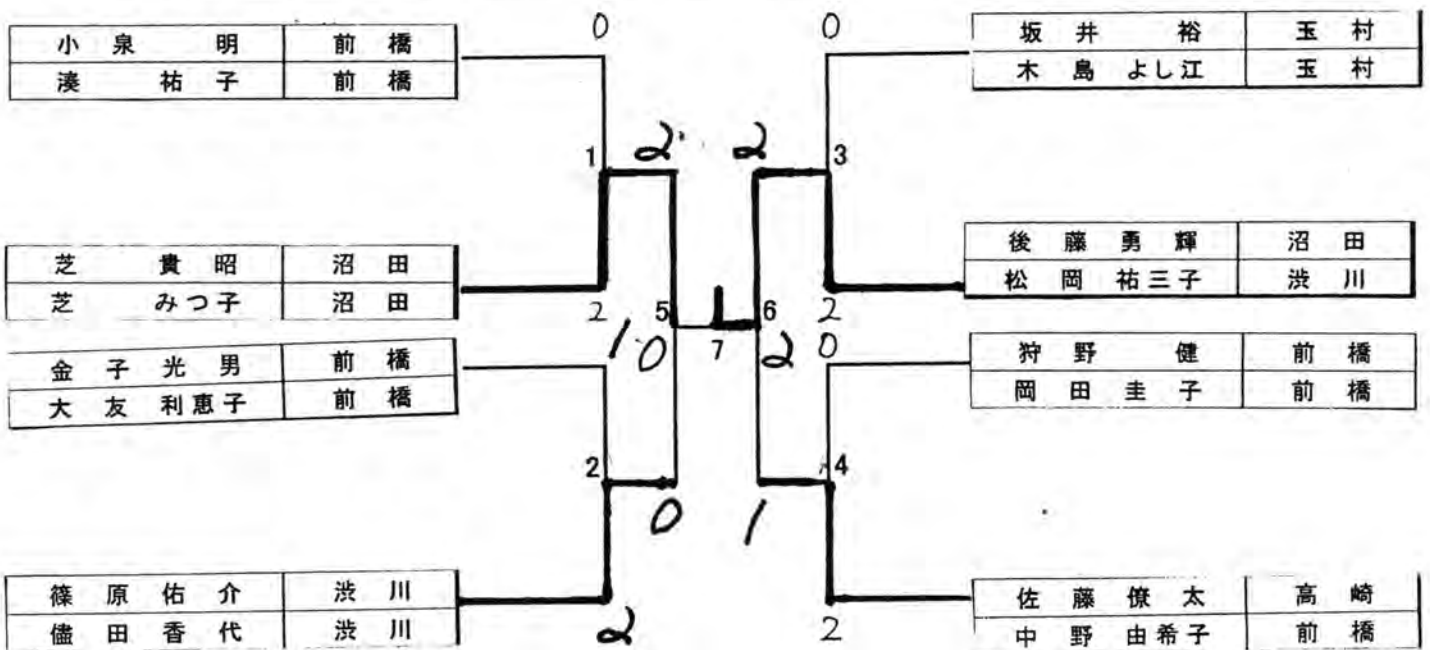 0 0
小泉 明 前橋
湊 祐子 前橋
坂井 裕 玉村
木島 よし江 玉村
1 2 2 3
芝 貴昭 沼田
芝 みつ子 沼田
後藤勇輝 沼田
松岡祐三子 渋川
2 1 0 5 7 6 2 2 0
金子光男 前橋
大友利恵子 前橋
狩野 健 前橋
岡田圭子 前橋
2 0 1 4
篠原佑介 渋川
儘田香代 渋川
2 2
佐藤僚太 高崎
中野由希子 前橋